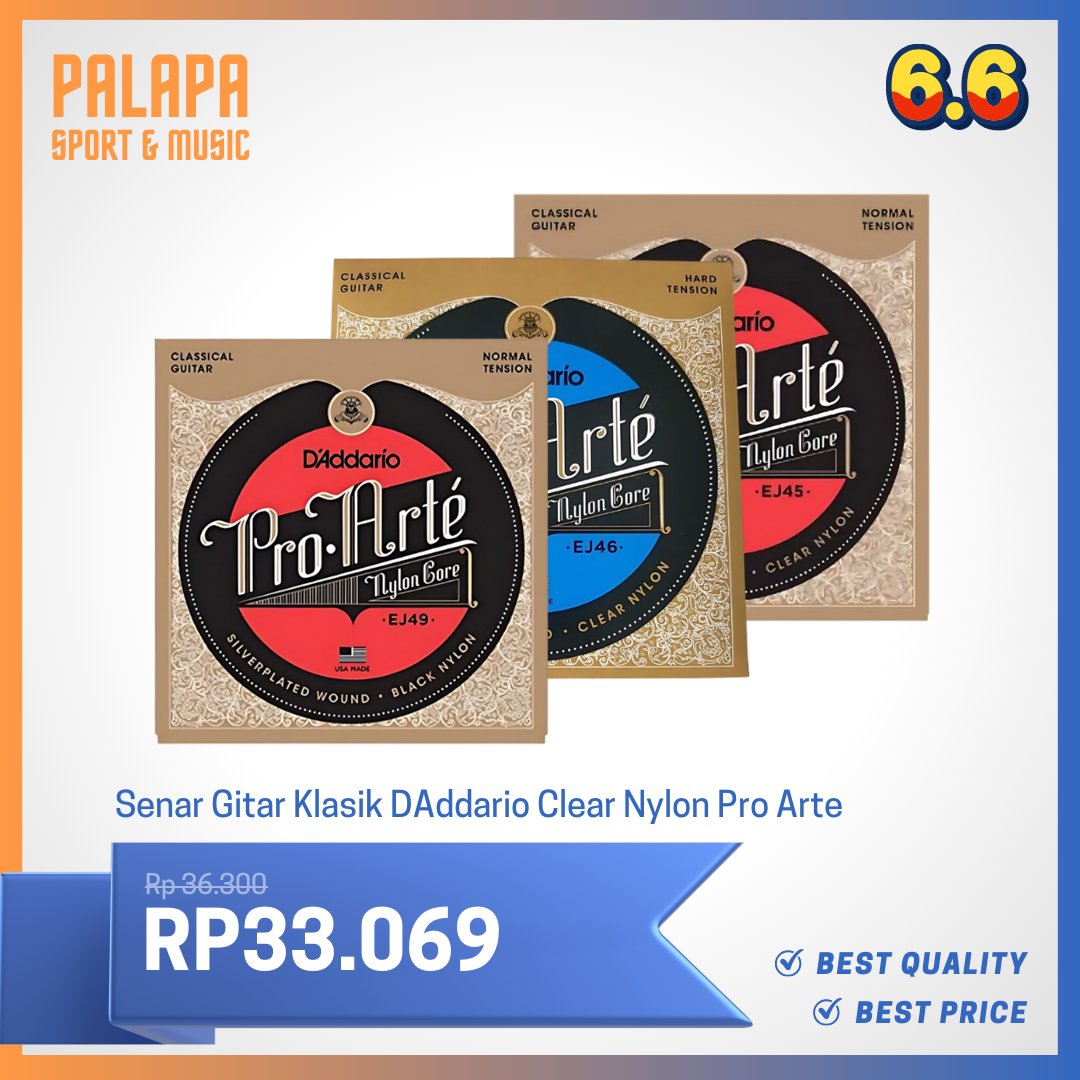 PALAPA
SPORT & MUSIC
6.6
CLASSICAL
GUITAR
NORMAL
TENSION
ario
Arté
Nylon Core
·EJ45·
· CLEAR NYLON
CLASSICAL
GUITAR
HARD
TENSION
ario
Arté
Nylon Core
·EJ46·
D · CLEAR NYLON
CLASSICAL
GUITAR
NORMAL
TENSION
D'Addario
Pro·Arté
Nylon Core
·EJ49·
USA MADE
SILVERPLATED WOUND · BLACK NYLON
Senar Gitar Klasik DAddario Clear Nylon Pro Arte
Rp 36.300
RP33.069
BEST QUALITY
BEST PRICE